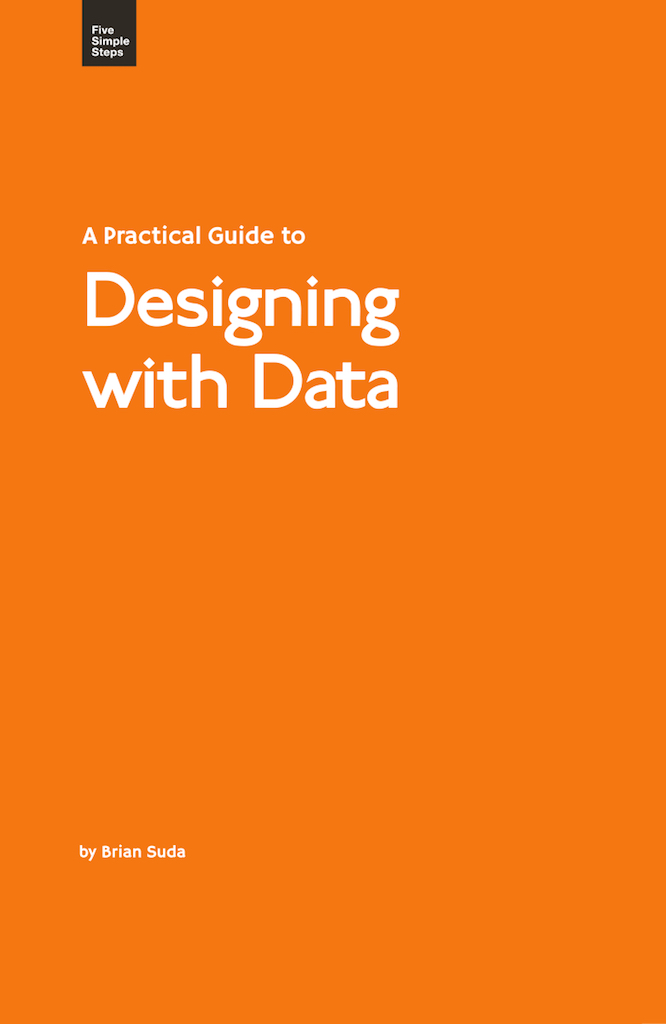 Five
Simple
Steps
A Practical Guide to
Designing
with Data
by Brian Suda